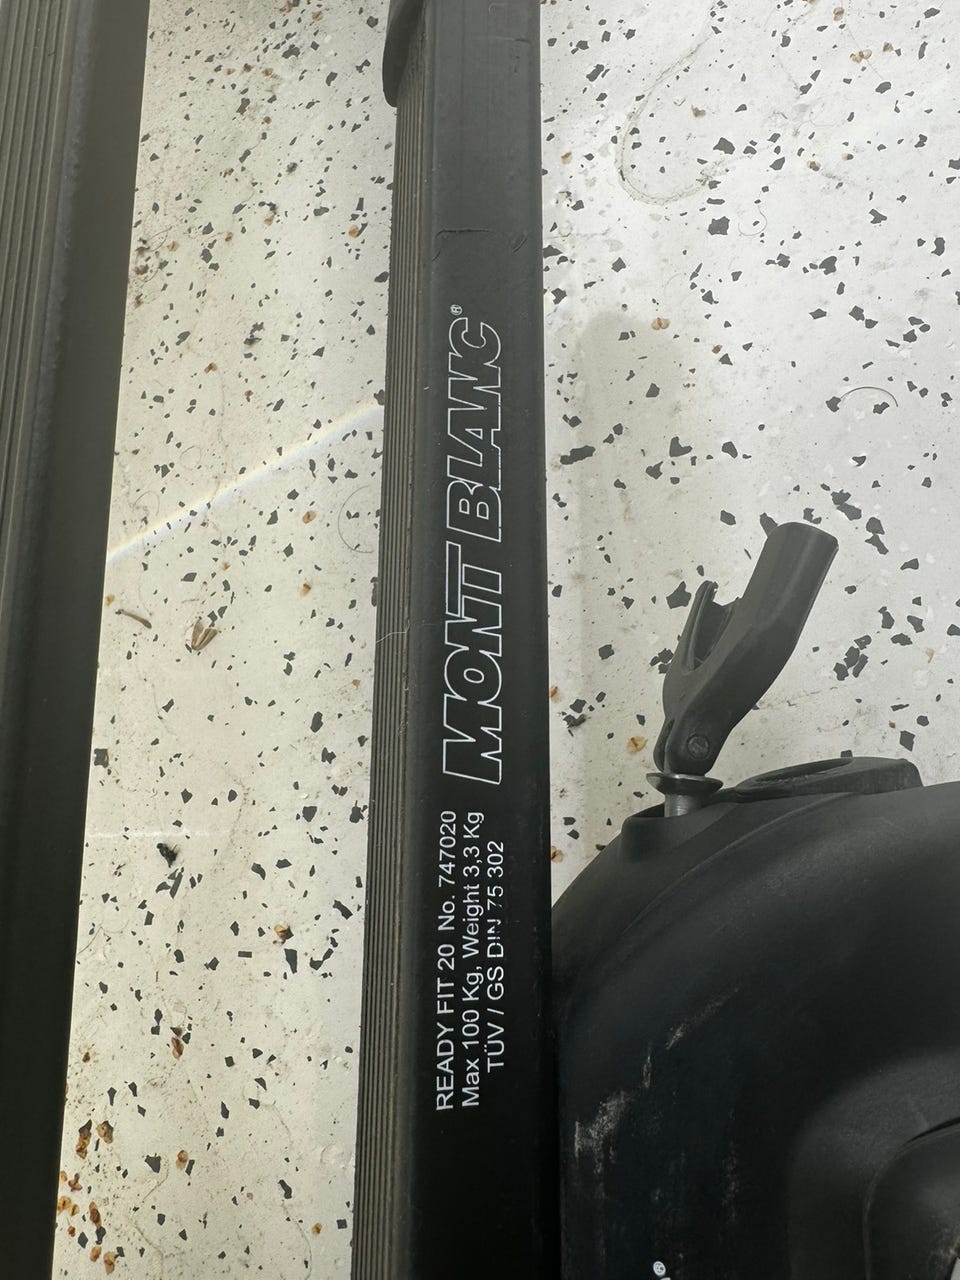 MONT BLANC®
READY FIT 20 No. 747020
Max 100 Kg, Weight 3,3 Kg
TÜV / GS DIN 75 302